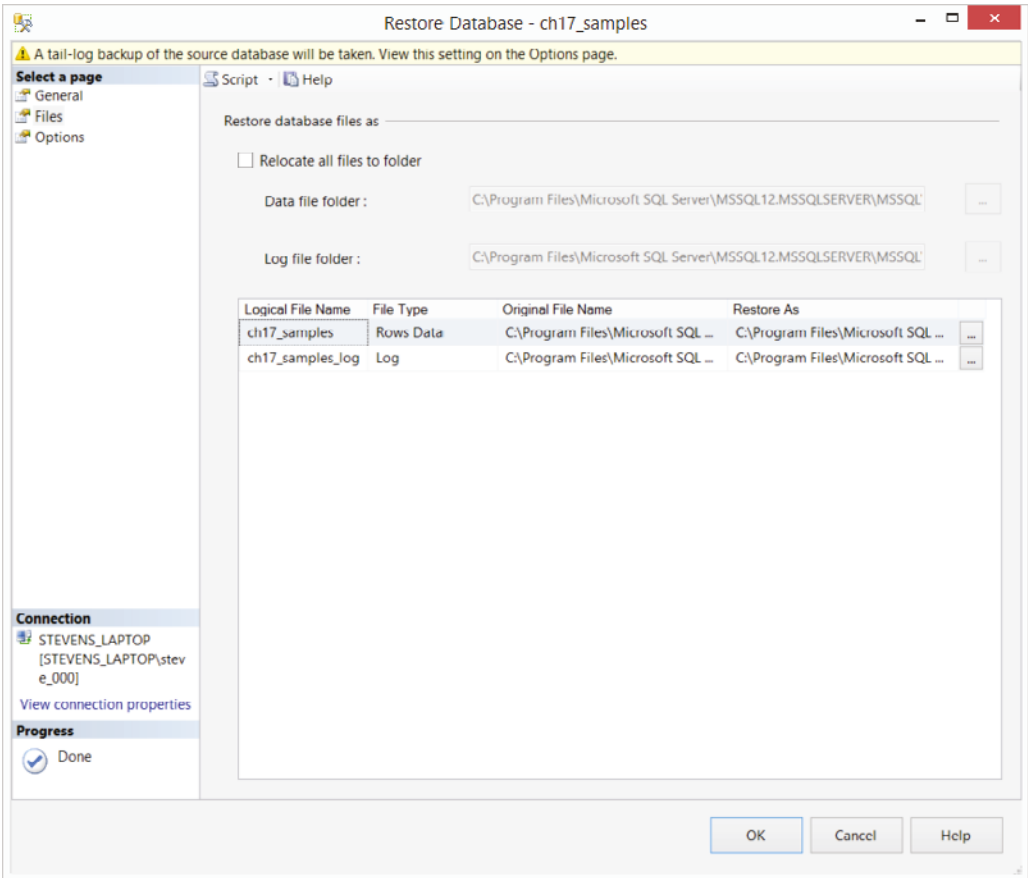 Restore Database - ch17_samples
A tail-log backup of the source database will be taken. View this setting on the Options page.
Select a page
General
Files
Options
Script Help
Restore database files as
Relocate all files to folder
Data file folder : C:\Program Files\Microsoft SQL Server\MSSQL12.MSSQLSERVER\MSSQL\
...
Log file folder : C:\Program Files\Microsoft SQL Server\MSSQL12.MSSQLSERVER\MSSQL\
...
Logical File Name File Type Original File Name Restore As
ch17_samples Rows Data C:\Program Files\Microsoft SQL ... C:\Program Files\Microsoft SQL ... ...
ch17_samples_log Log C:\Program Files\Microsoft SQL ... C:\Program Files\Microsoft SQL ... ...
Connection
STEVENS_LAPTOP
[STEVENS_LAPTOP\stev
e_000]
View connection properties
Progress
Done
OK Cancel Help